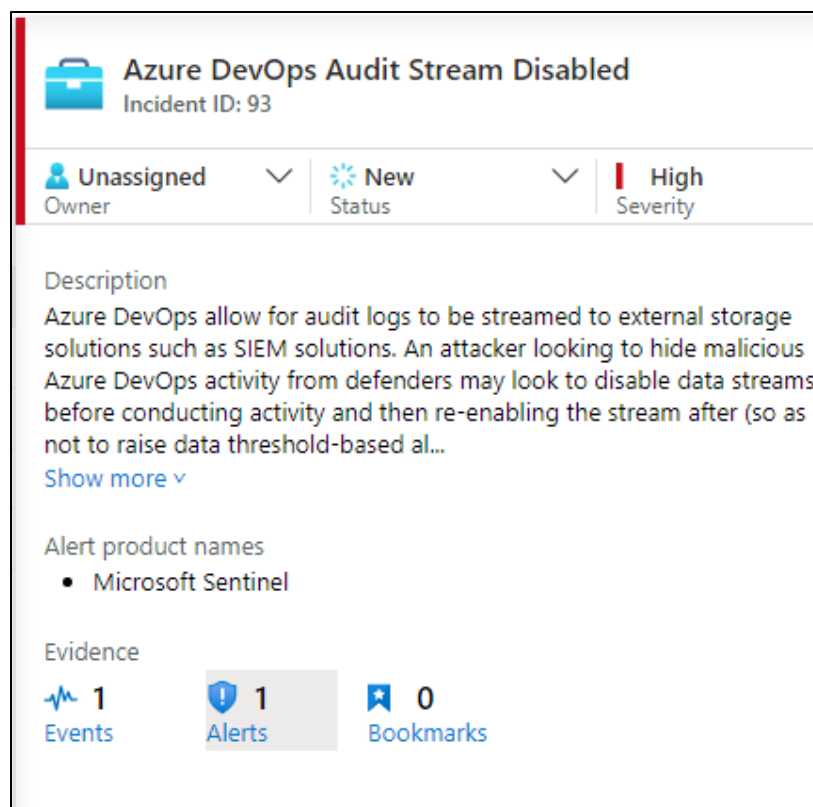 Azure DevOps Audit Stream Disabled
Incident ID: 93
Unassigned New High
Owner Status Severity
Description
Azure DevOps allow for audit logs to be streamed to external storage
solutions such as SIEM solutions. An attacker looking to hide malicious
Azure DevOps activity from defenders may look to disable data streams
before conducting activity and then re-enabling the stream after (so as
not to raise data threshold-based al...
Show more
Alert product names
• Microsoft Sentinel
Evidence
1 1 0
Events Alerts Bookmarks